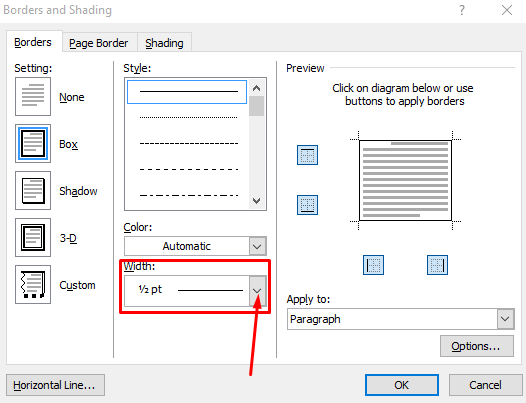 Borders and Shading
?
Borders
Page Border
Shading
Setting:
None
Box
Shadow
3-D
Custom
Style:
Color:
Automatic
Width:
½ pt
Preview
Click on diagram below or use
buttons to apply borders
Apply to:
Paragraph
Options...
Horizontal Line...
OK
Cancel